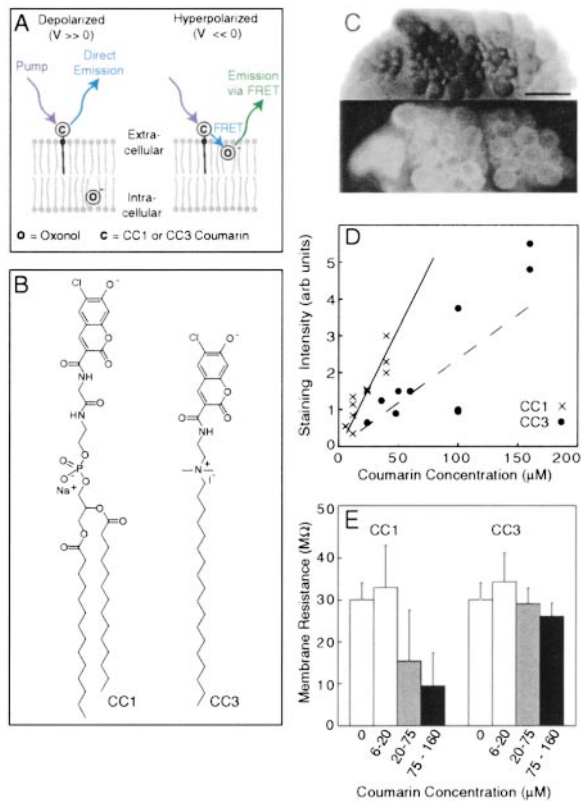 A
Depolarized
(V >> 0)
Hyperpolarized
(V << 0)
Pump
Direct
Emission
Emission
via FRET
C
C
FRET
O⁻
Extra-
cellular
Intra-
cellular
O⁻
O = Oxonol    C = CC1 or CC3 Coumarin
B
Cl
O⁻
O
O
O
NH
O
NH
O
O
P
O⁻
Na⁺
O
O
O
O
O
CC1
Cl
O⁻
O
O
O
NH
N⁺
I⁻
CC3
C
D
Staining Intensity (arb units)
5
4
3
2
1
0
0
50
100
150
200
× CC1
CC3 ●
Coumarin Concentration (µM)
E
CC1
CC3
Membrane Resistance (MΩ)
40
30
20
10
0
0
6-20
20-75
75 - 160
0
6-20
20-75
75 - 160
Coumarin Concentration (µM)